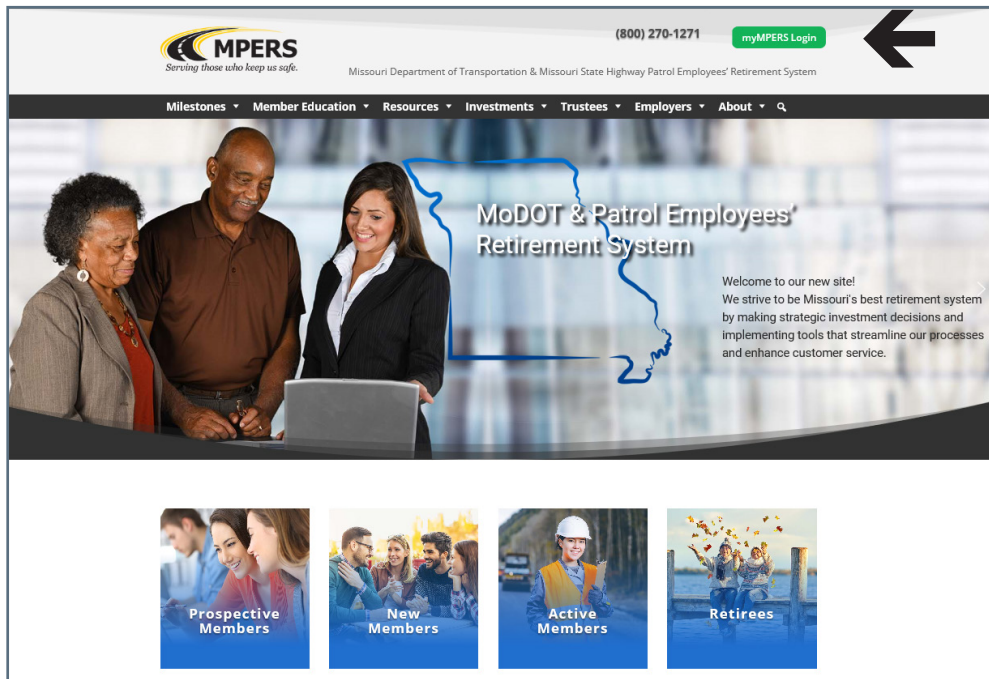 MPERS
Serving those who keep us safe.
(800) 270-1271
myMPERS Login
Missouri Department of Transportation & Missouri State Highway Patrol Employees' Retirement System
Milestones Member Education Resources Investments Trustees Employers About
MoDOT & Patrol Employees'
Retirement System
Welcome to our new site!
We strive to be Missouri's best retirement system
by making strategic investment decisions and
implementing tools that streamline our processes
and enhance customer service.
Prospective
Members
New
Members
Active
Members
Retirees